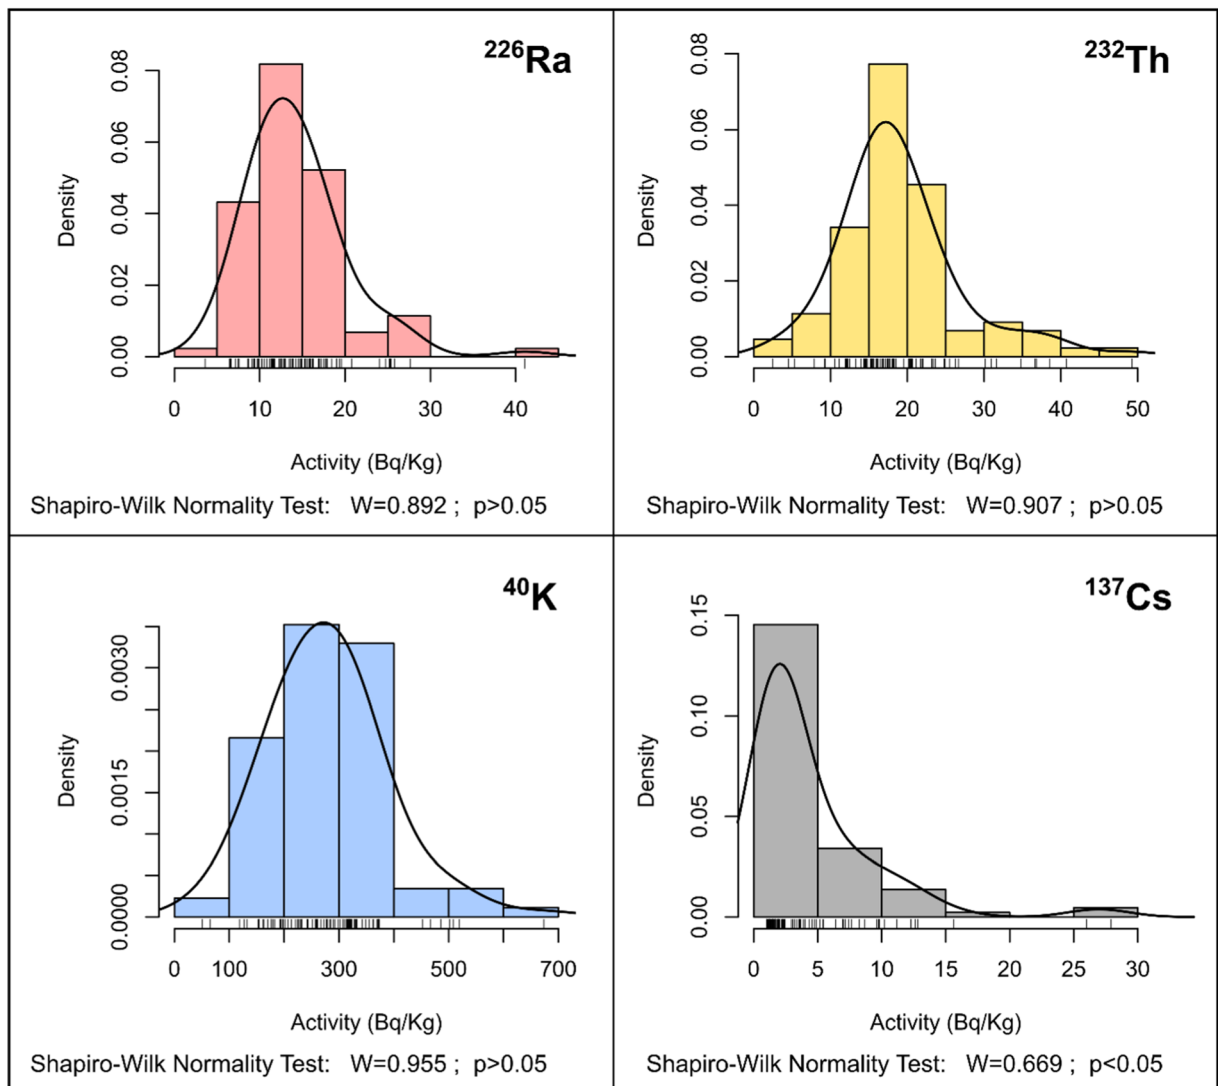 ²²⁶Ra
Density
0.00 0.02 0.04 0.06 0.08
0 10 20 30 40
Activity (Bq/Kg)
Shapiro-Wilk Normality Test: W=0.892 ; p>0.05
²³²Th
Density
0.00 0.02 0.04 0.06 0.08
0 10 20 30 40 50
Activity (Bq/Kg)
Shapiro-Wilk Normality Test: W=0.907 ; p>0.05
⁴⁰K
Density
0.0000 0.0015 0.0030
0 100 300 500 700
Activity (Bq/Kg)
Shapiro-Wilk Normality Test: W=0.955 ; p>0.05
¹³⁷Cs
Density
0.00 0.05 0.10 0.15
0 5 10 15 20 25 30
Activity (Bq/Kg)
Shapiro-Wilk Normality Test: W=0.669 ; p<0.05